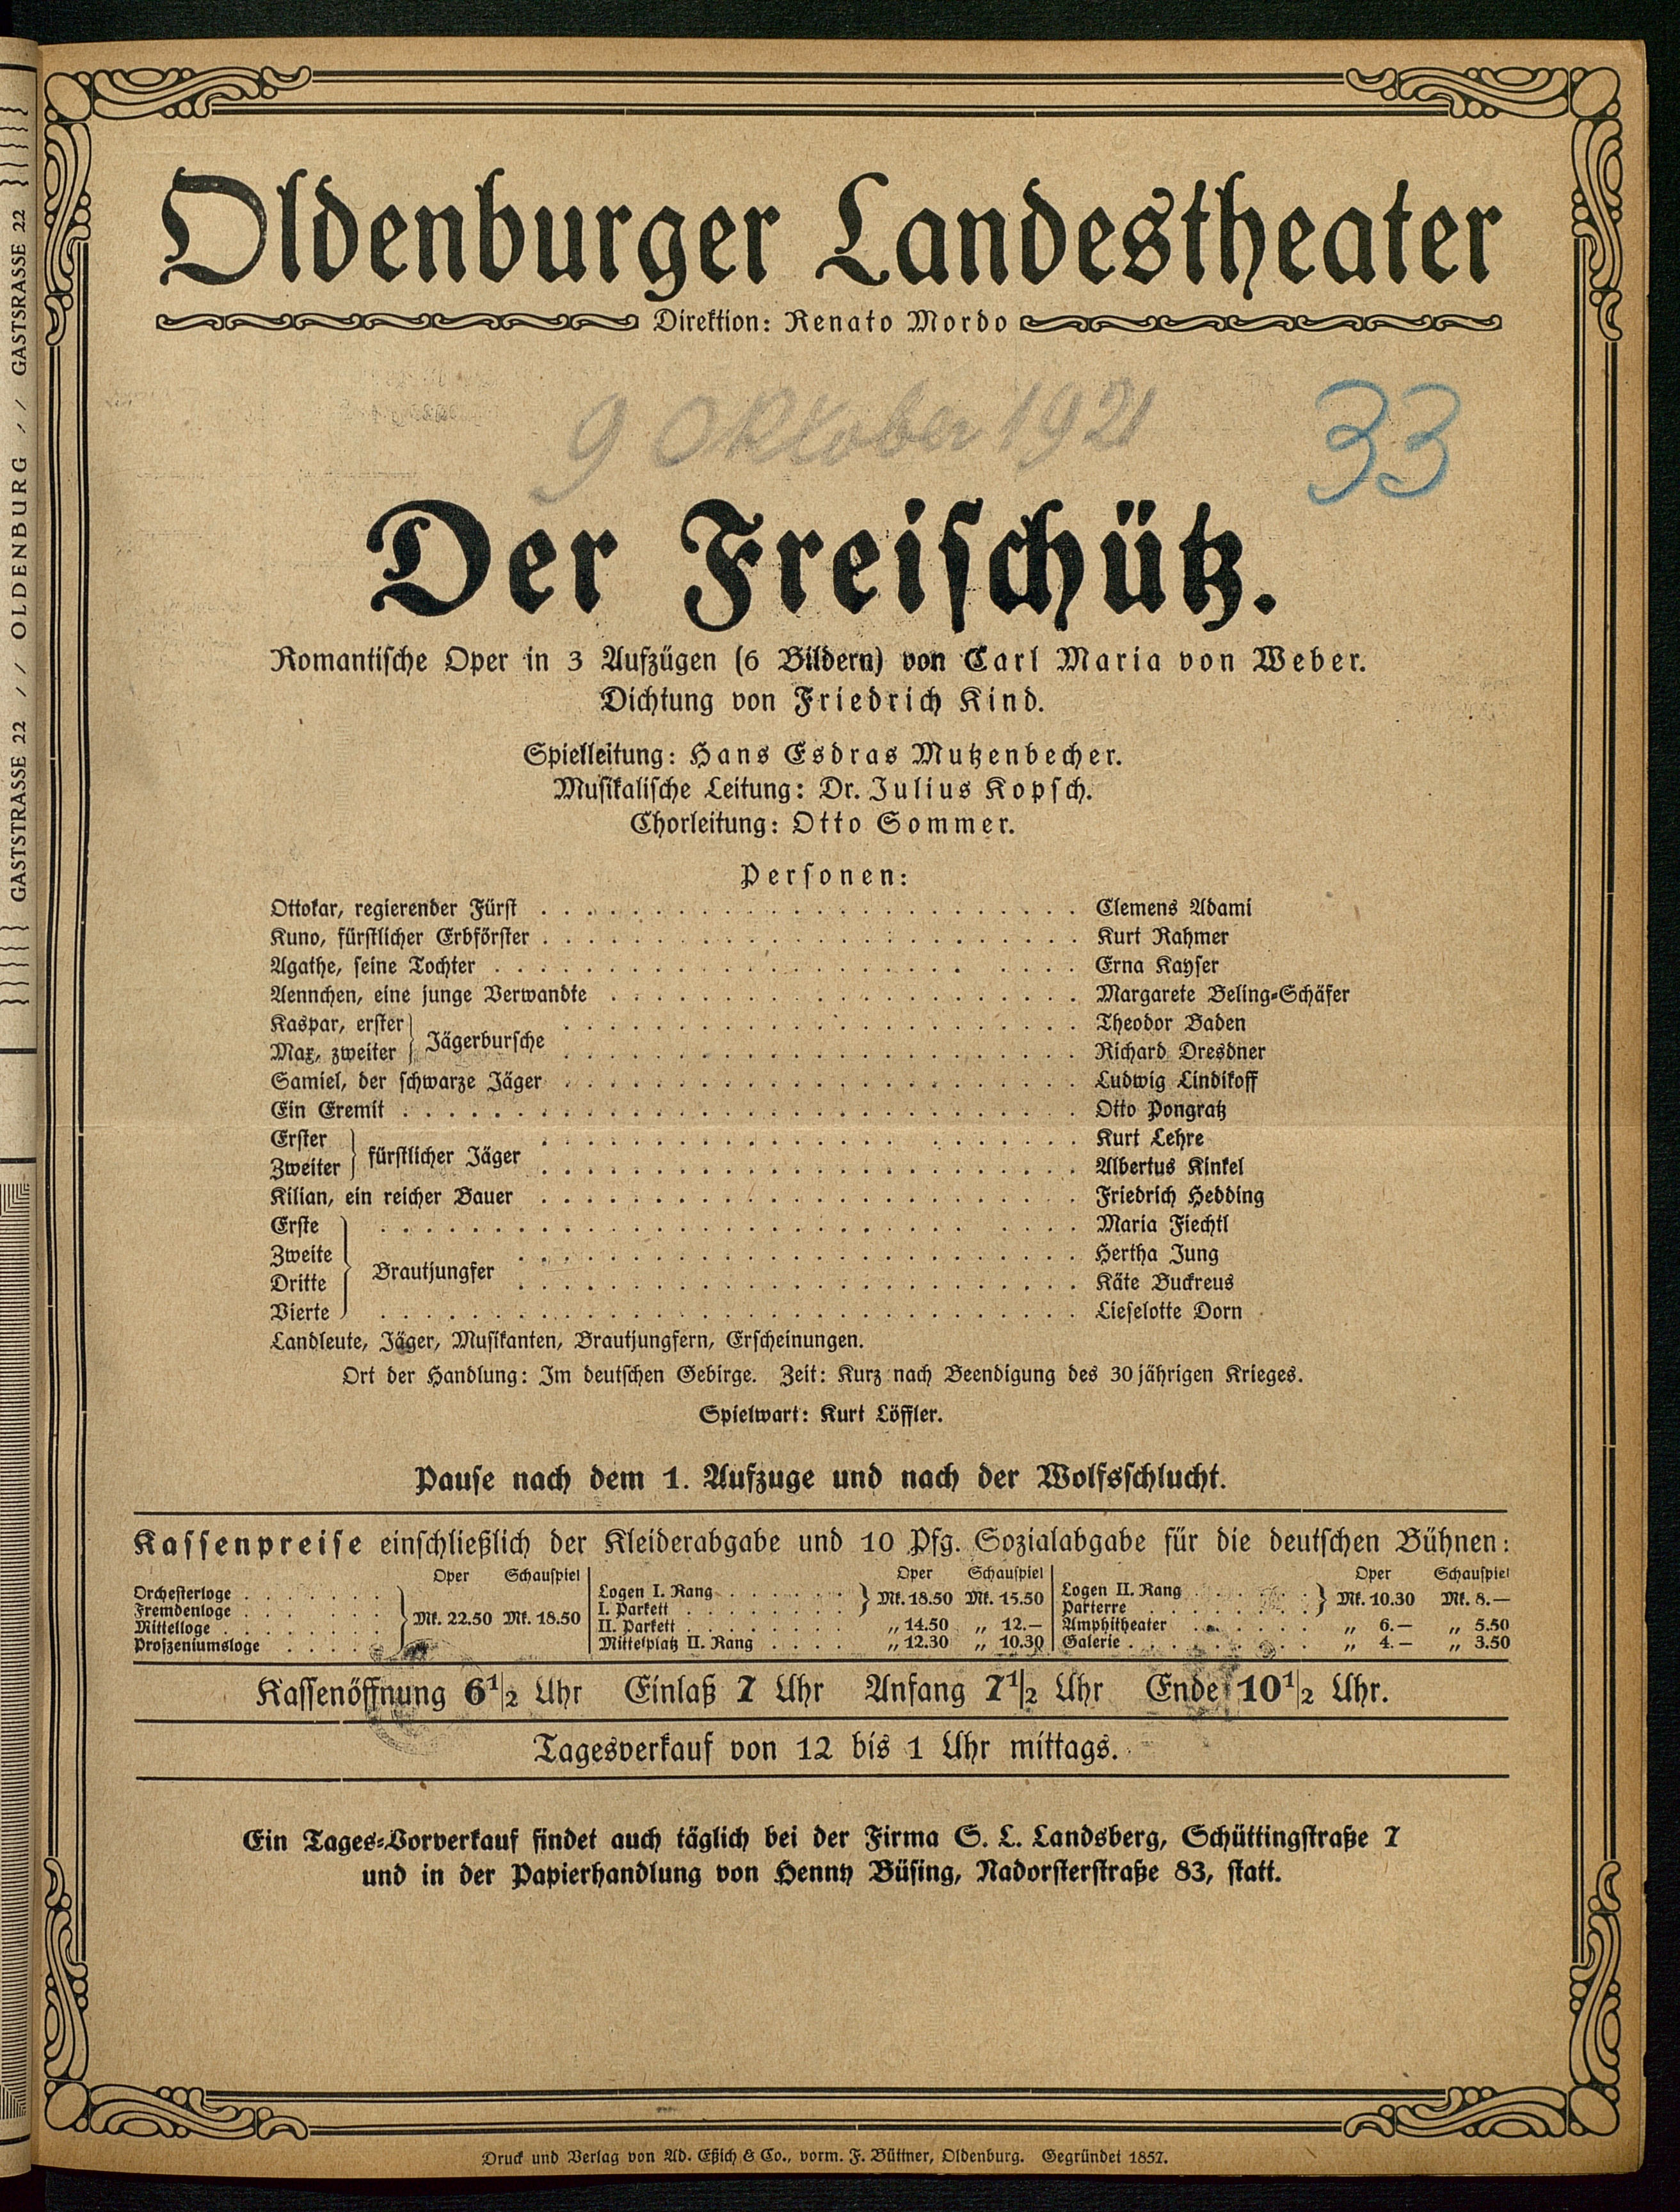 Oldenburger Landestheater
Direktion: Renato Mordo
9 Oktober 1921
33
Der Freischütz.
Romantische Oper in 3 Aufzügen (6 Bildern) von Carl Maria von Weber.
Dichtung von Friedrich Kind.
Spielleitung: Hans Esdras Mutzenbecher.
Musikalische Leitung: Dr. Julius Kopsch.
Chorleitung: Otto Sommer.
Personen:
Ottokar, regierender Fürst . . . Clemens Adami
Kuno, fürstlicher Erbförster . . . Kurt Rahmer
Agathe, seine Tochter . . . Erna Kayser
Aennchen, eine junge Verwandte . . . Margarete Beling-Schäfer
Kaspar, erster } Jägerbursche . . . Theodor Baden
Max, zweiter } . . . Richard Dresdner
Samiel, der schwarze Jäger . . . Ludwig Lindikoff
Ein Eremit . . . Otto Pongratz
Erster } fürstlicher Jäger . . . Kurt Lehre
Zweiter } . . . Albertus Kinkel
Kilian, ein reicher Bauer . . . Friedrich Hedding
Erste } . . . Maria Fiechtl
Zweite } Brautjungfer . . . Hertha Jung
Dritte } . . . Käte Buckreus
Vierte } . . . Lieselotte Dorn
Landleute, Jäger, Musikanten, Brautjungfern, Erscheinungen.
Ort der Handlung: Im deutschen Gebirge. Zeit: Kurz nach Beendigung des 30jährigen Krieges.
Spielwart: Kurt Löffler.
Pause nach dem 1. Aufzuge und nach der Wolfsschlucht.
Kassenpreise einschließlich der Kleiderabgabe und 10 Pfg. Sozialabgabe für die deutschen Bühnen:
Oper Schauspiel
Orchesterloge . . .
Fremdenloge . . .
Mittelloge . . .
Proszeniumsloge . . .
} Mk. 22.50 Mk. 18.50
Oper Schauspiel
Logen I. Rang . . .
I. Parkett . . .
} Mk. 18.50 Mk. 15.50
II. Parkett . . . „ 14.50 „ 12.—
Mittelplatz II. Rang . . . „ 12.30 „ 10.30
Oper Schauspiel
Logen II. Rang . . .
Parterre . . .
} Mk. 10.30 Mk. 8.—
Amphitheater . . . „ 6.— „ 5.50
Galerie . . . „ 4.— „ 3.50
Kassenöffnung 6 1/2 Uhr Einlaß 7 Uhr Anfang 7 1/2 Uhr Ende 10 1/2 Uhr.
Tagesverkauf von 12 bis 1 Uhr mittags.
Ein Tages-Vorverkauf findet auch täglich bei der Firma S. L. Landsberg, Schüttingstraße 7
und in der Papierhandlung von Henny Büsing, Nadorsterstraße 83, statt.
Druck und Verlag von Ad. Eßich & Co., vorm. F. Büttner, Oldenburg. Gegründet 1857.
GASTSTRASSE 22 // OLDENBURG // GASTSRASSE 22